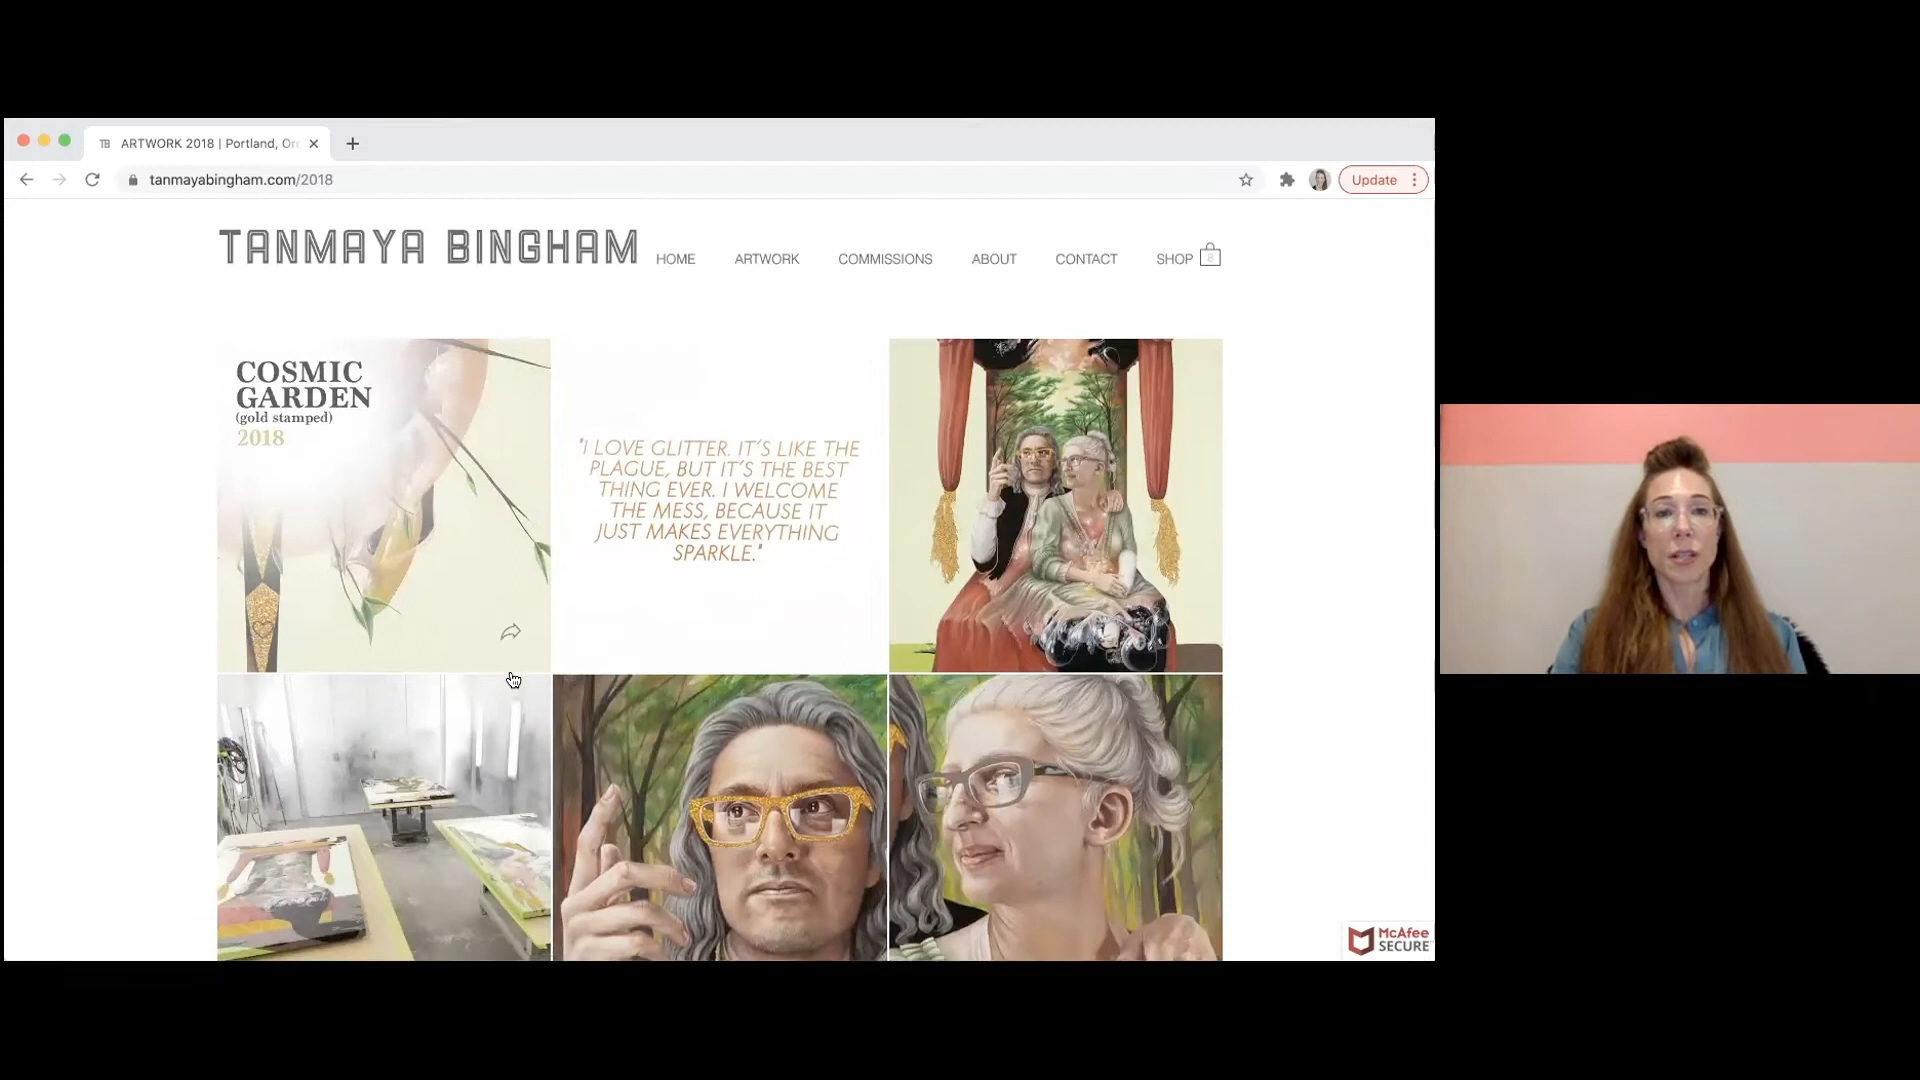 ARTWORK 2018 | Portland, Or
tanmayabingham.com/2018
Update
TANMAYA BINGHAM
HOME
ARTWORK
COMMISSIONS
ABOUT
CONTACT
SHOP
8
COSMIC
GARDEN
(gold stamped)
2018
"I LOVE GLITTER. IT'S LIKE THE
PLAGUE, BUT IT'S THE BEST
THING EVER. I WELCOME
THE MESS, BECAUSE IT
JUST MAKES EVERYTHING
SPARKLE."
McAfee
SECURE